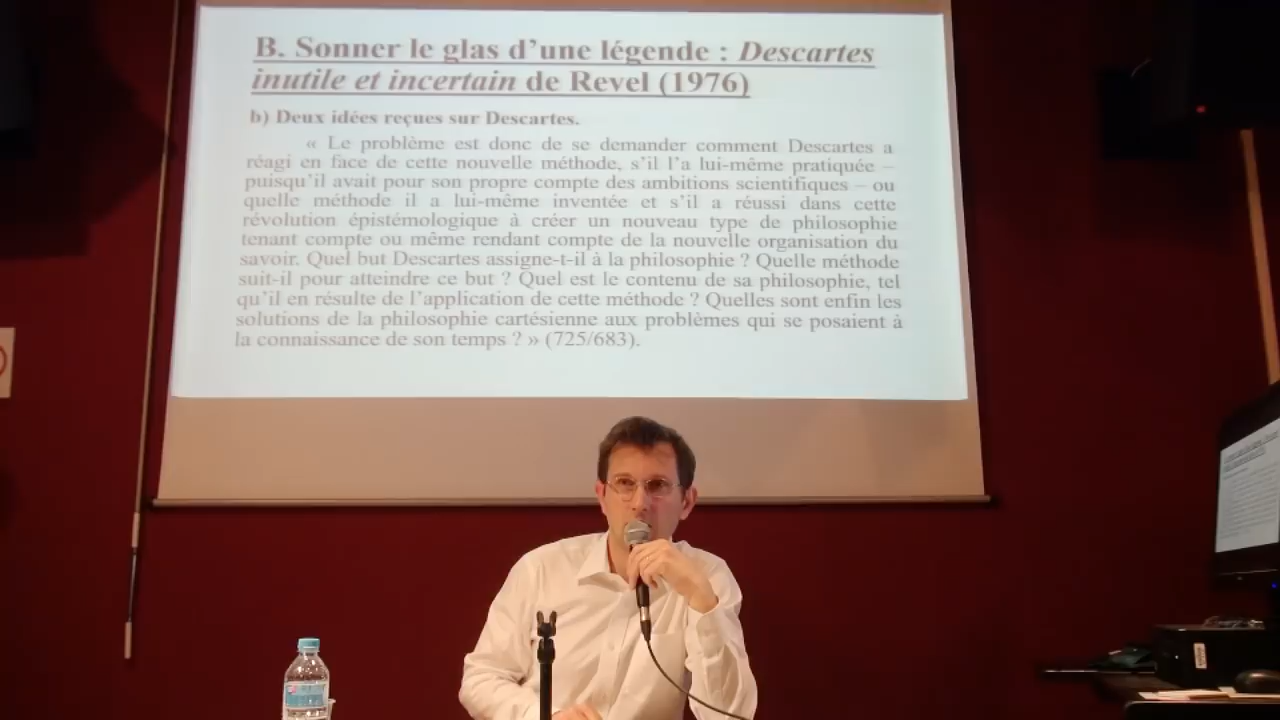 B. Sonner le glas d’une légende : Descartes
inutile et incertain de Revel (1976)
b) Deux idées reçues sur Descartes.
« Le problème est donc de se demander comment Descartes a
réagi en face de cette nouvelle méthode, s’il l’a lui-même pratiquée –
puisqu’il avait pour son propre compte des ambitions scientifiques – ou
quelle méthode il a lui-même inventée et s’il a réussi dans cette
révolution épistémologique à créer un nouveau type de philosophie
tenant compte ou même rendant compte de la nouvelle organisation du
savoir. Quel but Descartes assigne-t-il à la philosophie ? Quelle méthode
suit-il pour atteindre ce but ? Quel est le contenu de sa philosophie, tel
qu’il en résulte de l’application de cette méthode ? Quelles sont enfin les
solutions de la philosophie cartésienne aux problèmes qui se posaient à
la connaissance de son temps ? » (725/683).